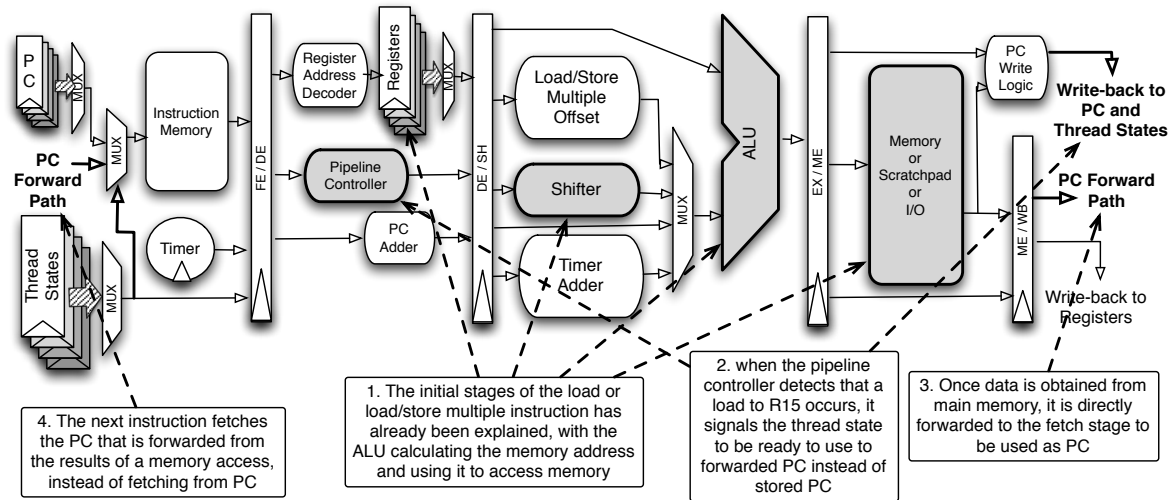 P
C
MUX
MUX
PC
Forward
Path
Thread
States
MUX
Instruction
Memory
Timer
FE / DE
Register
Address
Decoder
Pipeline
Controller
PC
Adder
Registers
MUX
DE / SH
Load/Store
Multiple
Offset
Shifter
Timer
Adder
MUX
ALU
EX / ME
Memory
or
Scratchpad
or
I/O
PC
Write
Logic
ME / WB
Write-back to
PC and
Thread States
PC Forward
Path
Write-back to
Registers
4. The next instruction fetches
the PC that is forwarded from
the results of a memory access,
instead of fetching from PC
1. The initial stages of the load or
load/store multiple instruction has
already been explained, with the
ALU calculating the memory address
and using it to access memory
2. when the pipeline
controller detects that a
load to R15 occurs, it
signals the thread state
to be ready to use to
forwarded PC instead of
stored PC
3. Once data is obtained from
main memory, it is directly
forwarded to the fetch stage to
be used as PC